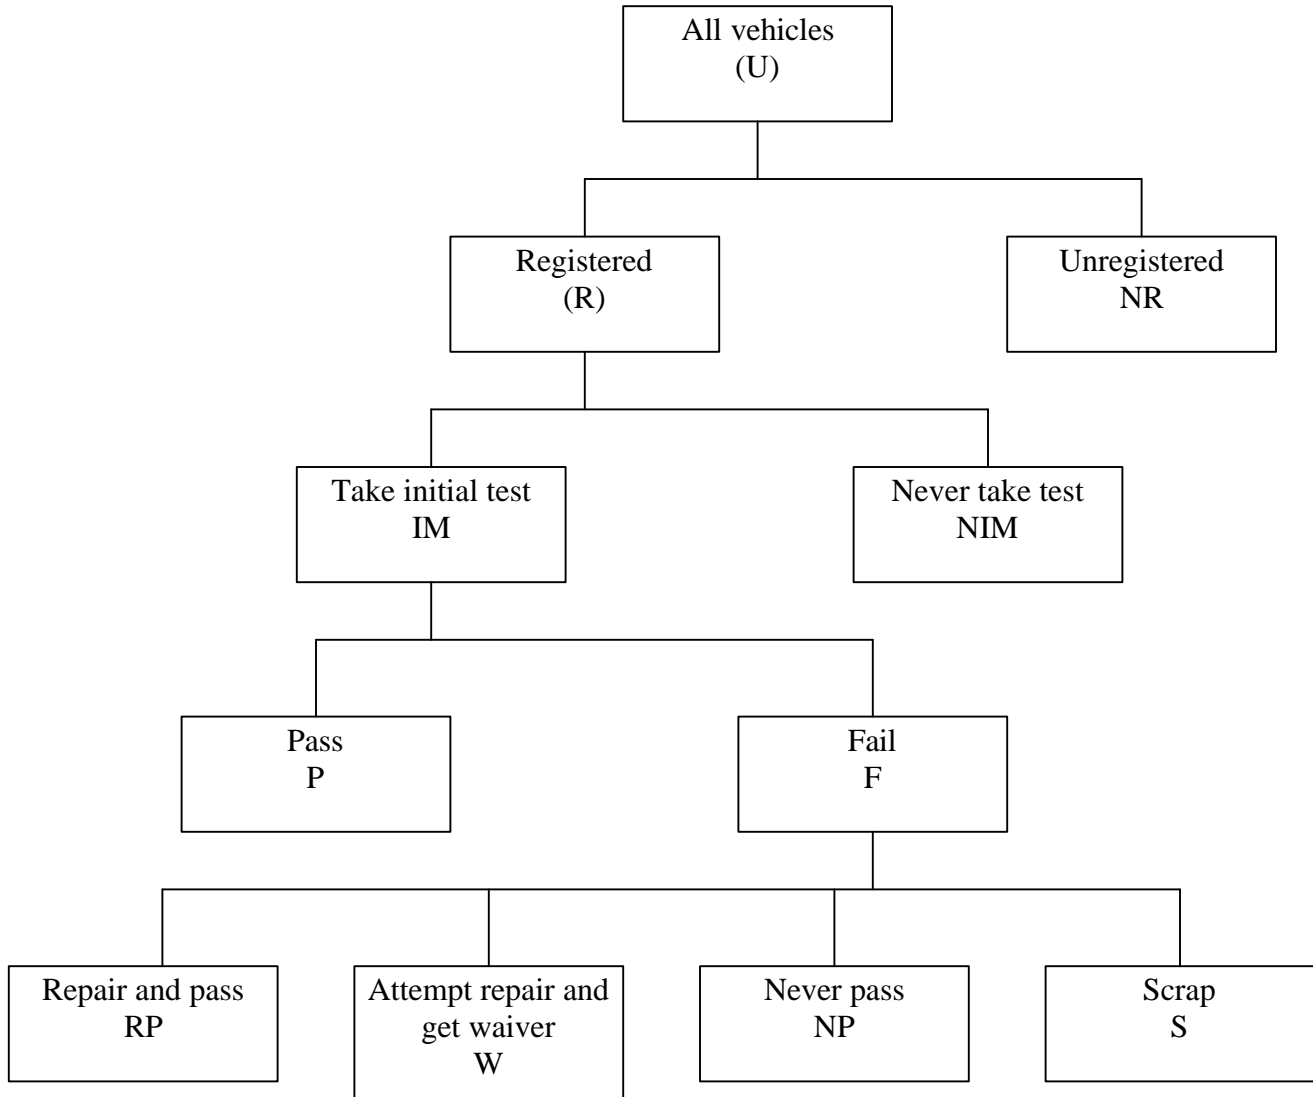 All vehicles
(U)
Registered
(R)
Unregistered
NR
Take initial test
IM
Never take test
NIM
Pass
P
Fail
F
Repair and pass
RP
Attempt repair and
get waiver
W
Never pass
NP
Scrap
S